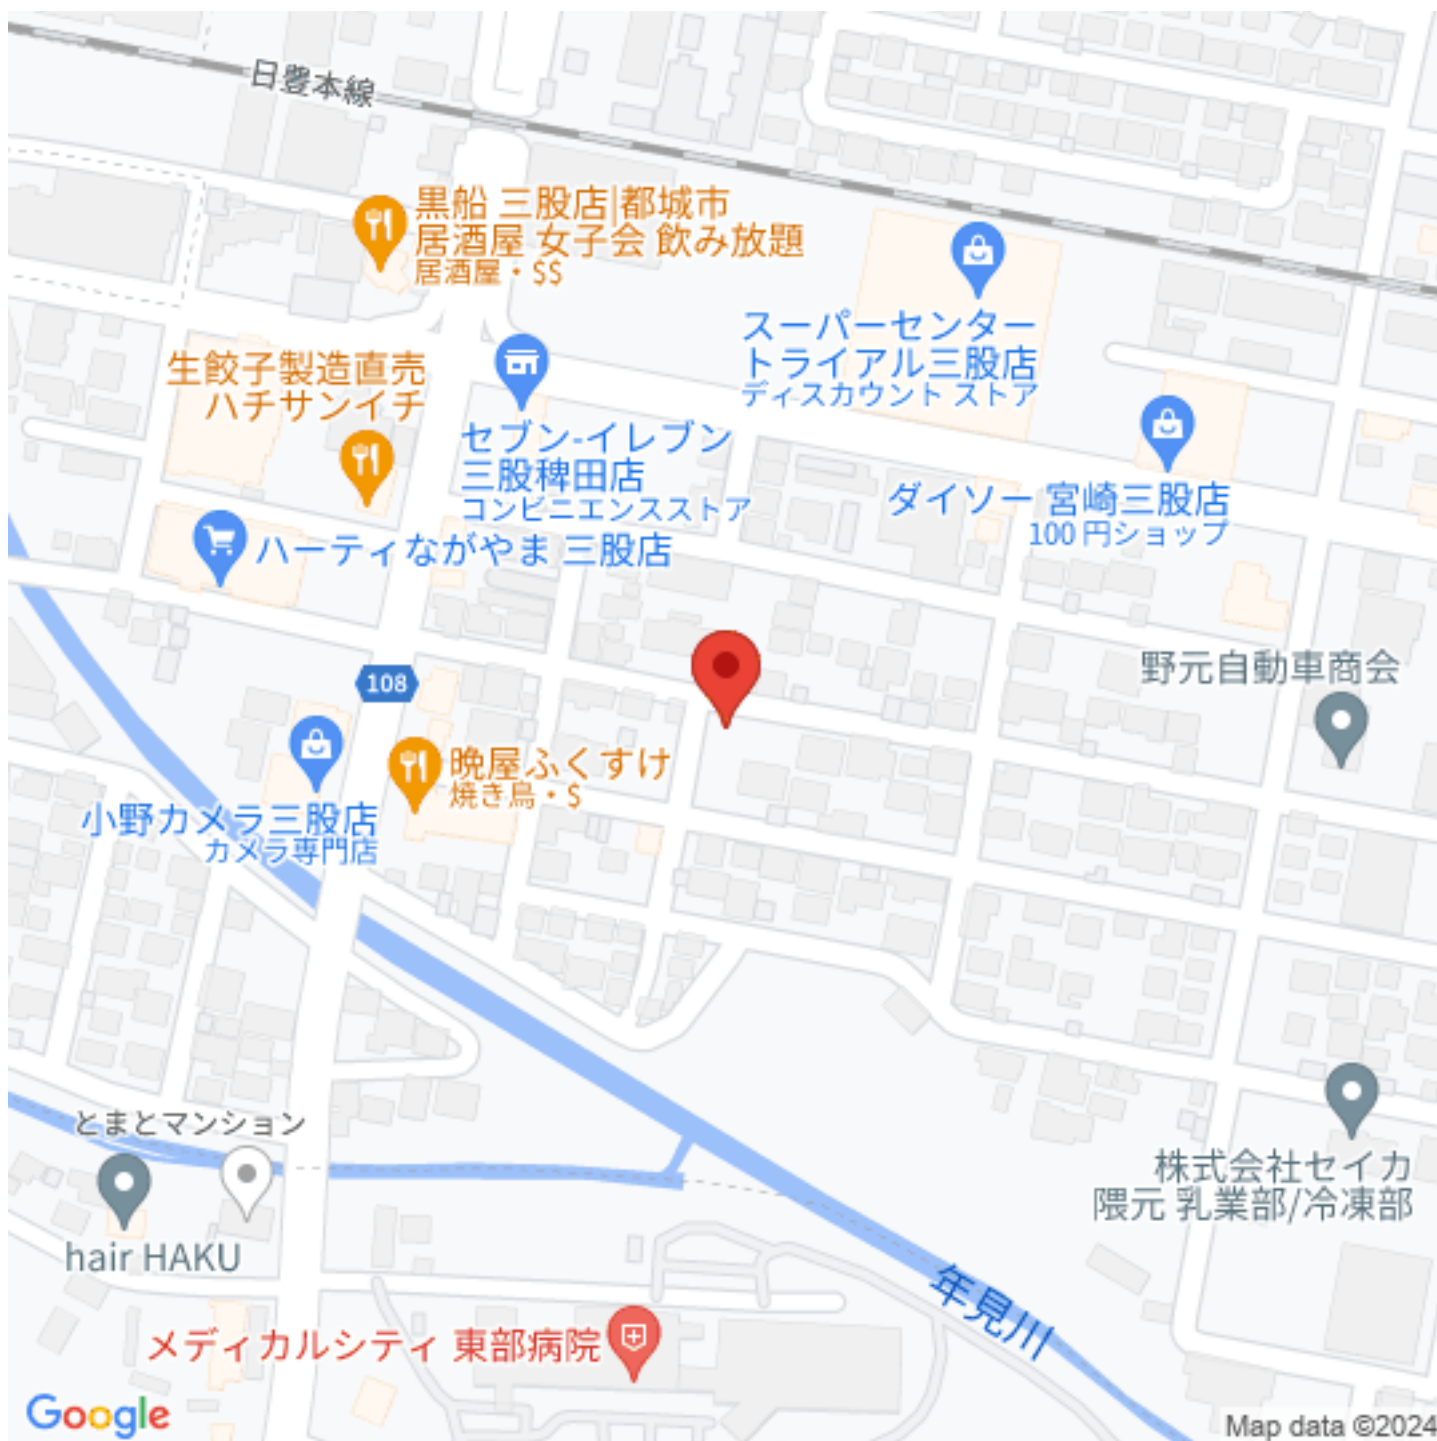 日豊本線
黒船 三股店|都城市
居酒屋 女子会 飲み放題
居酒屋・$$
スーパーセンター
トライアル三股店
ディスカウント ストア
生餃子製造直売
ハチサンイチ
セブン-イレブン
三股稗田店
コンビニエンスストア
ダイソー 宮崎三股店
100 円ショップ
ハーティながやま 三股店
野元自動車商会
108
晩屋ふくすけ
焼き鳥・$
小野カメラ三股店
カメラ専門店
とまとマンション
株式会社セイカ
隈元 乳業部/冷凍部
hair HAKU
年見川
メディカルシティ 東部病院
Google
Map data ©2024